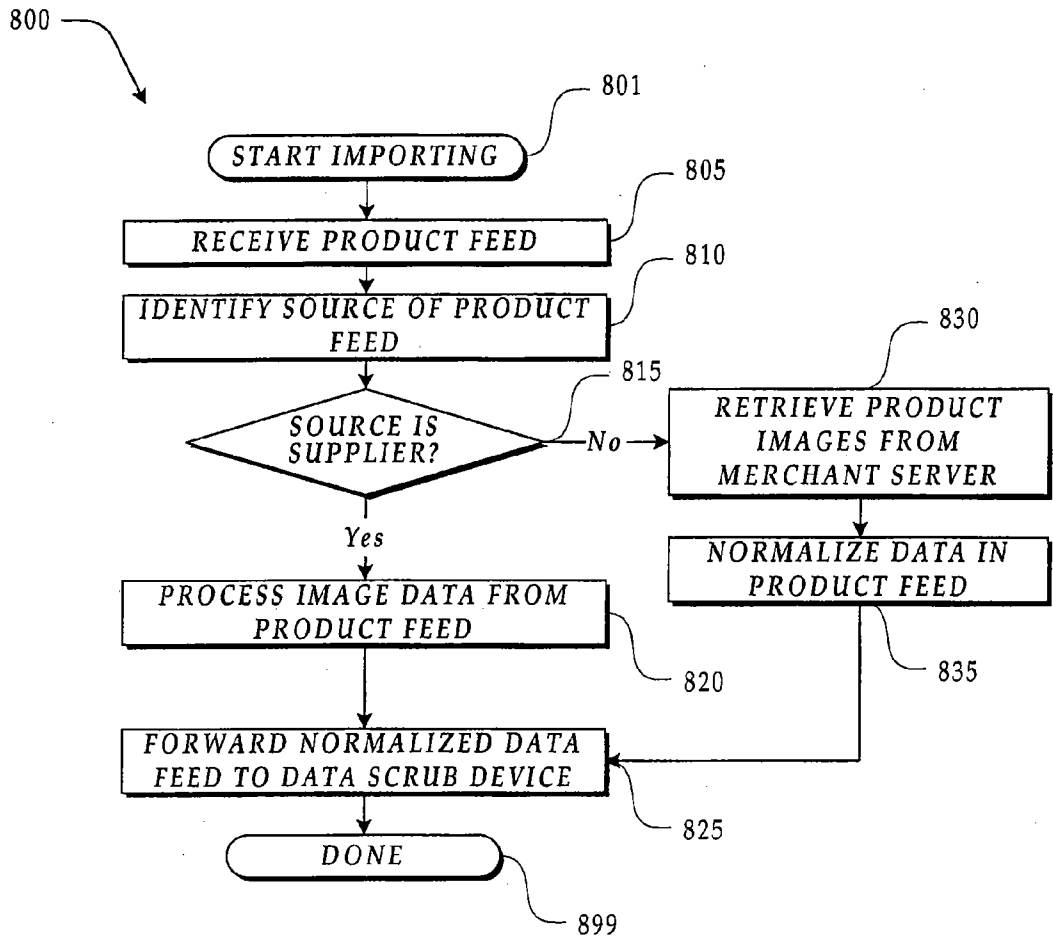 800
801
START IMPORTING
805
RECEIVE PRODUCT FEED
810
IDENTIFY SOURCE OF PRODUCT
FEED
815
SOURCE IS
SUPPLIER?
No
830
RETRIEVE PRODUCT
IMAGES FROM
MERCHANT SERVER
Yes
NORMALIZE DATA IN
PRODUCT FEED
835
PROCESS IMAGE DATA FROM
PRODUCT FEED
820
FORWARD NORMALIZED DATA
FEED TO DATA SCRUB DEVICE
825
DONE
899